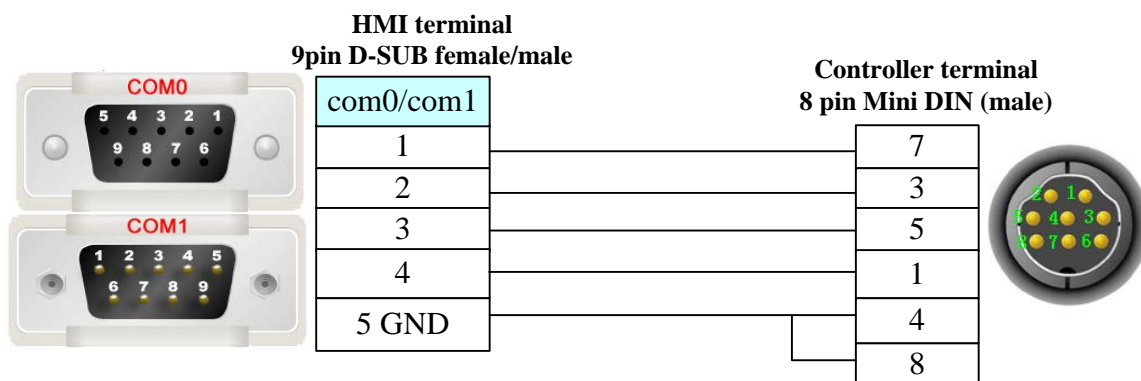 HMI terminal
9pin D-SUB female/male
Controller terminal
8 pin Mini DIN (male)
COM0
5 4 3 2 1
9 8 7 6
COM1
1 2 3 4 5
6 7 8 9
com0/com1
1
2
3
4
5 GND
7
3
5
1
4
8
2 1
5 4 3
8 7 6